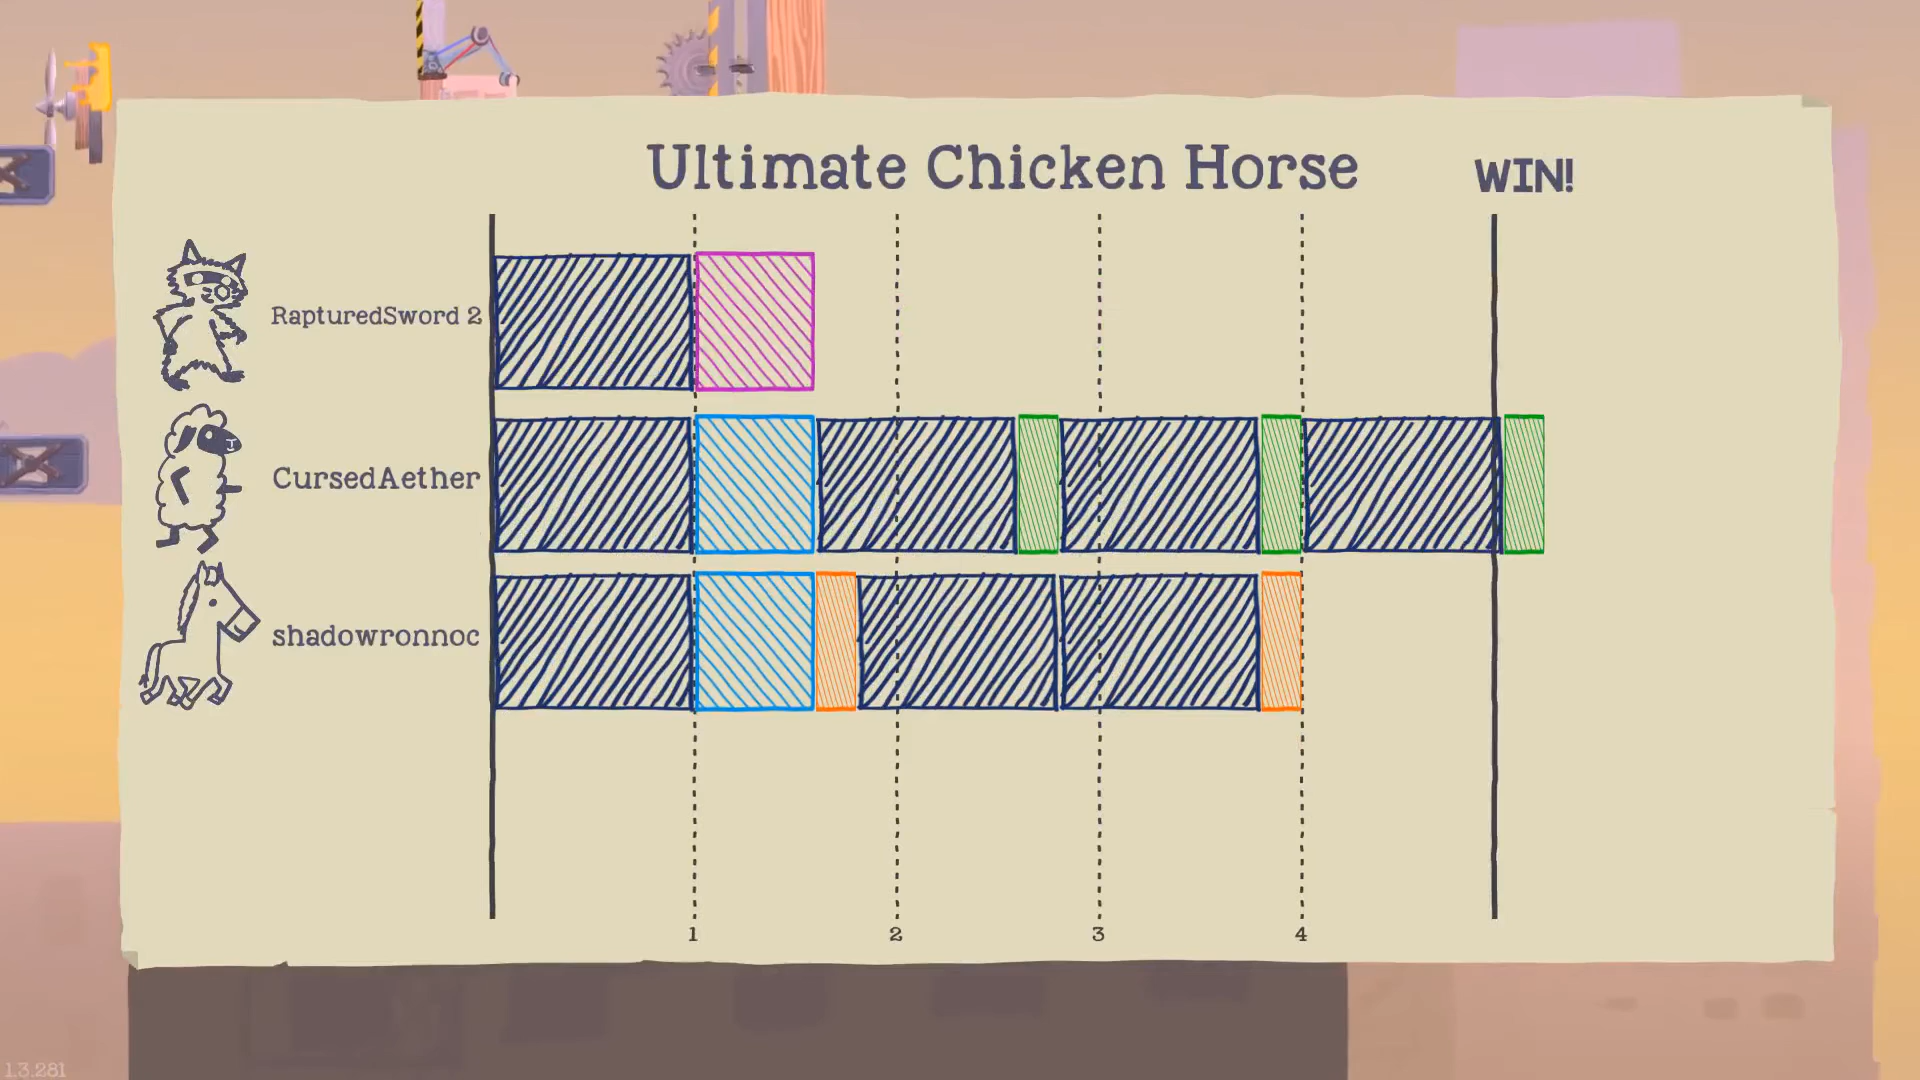 Ultimate Chicken Horse
WIN!
RapturedSword 2
CursedAether
shadowronnoc
1 2 3 4
1.3.281